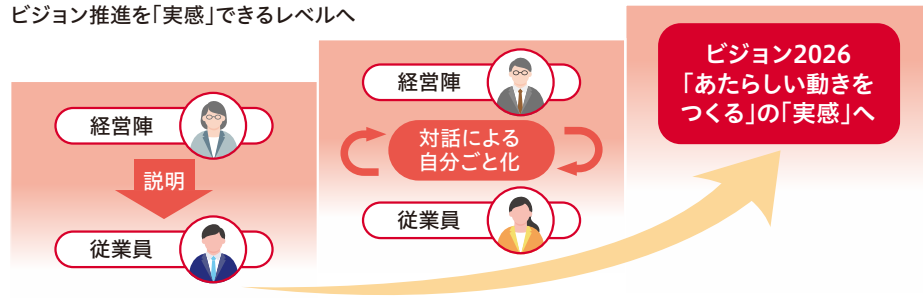 ビジョン推進を「実感」できるレベルへ
経営陣
説明
従業員
経営陣
対話による
自分ごと化
従業員
ビジョン2026
「あたらしい動きを
つくる」の「実感」へ